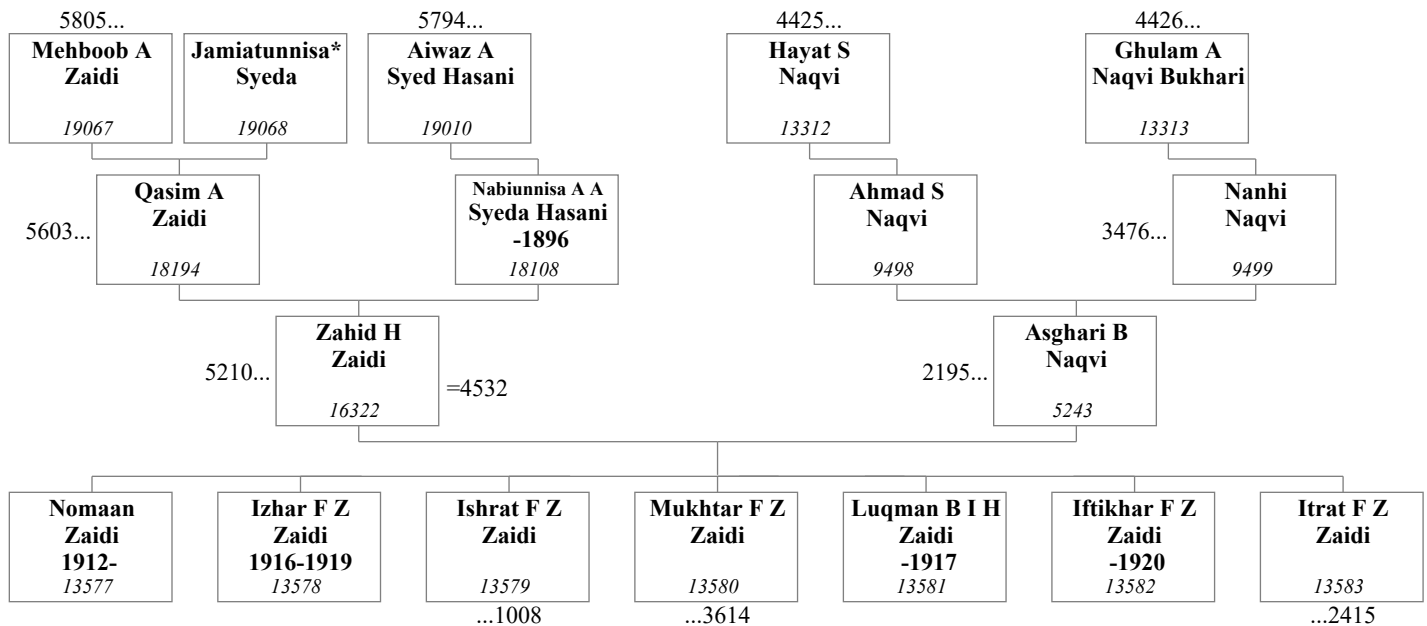 5805...
5794...
4425...
4426...
Mehboob A
Zaidi
19067
Jamiatunnisa*
Syeda
19068
Aiwaz A
Syed Hasani
19010
Hayat S
Naqvi
13312
Ghulam A
Naqvi Bukhari
13313
5603...
Qasim A
Zaidi
18194
Nabiunnisa A A
Syeda Hasani
-1896
18108
Ahmad S
Naqvi
9498
3476...
Nanhi
Naqvi
9499
5210...
Zahid H
Zaidi
16322
=4532
2195...
Asghari B
Naqvi
5243
Nomaan
Zaidi
1912-
13577
Izhar F Z
Zaidi
1916-1919
13578
Ishrat F Z
Zaidi
13579
...1008
Mukhtar F Z
Zaidi
13580
...3614
Luqman B I H
Zaidi
-1917
13581
Iftikhar F Z
Zaidi
-1920
13582
Itrat F Z
Zaidi
13583
...2415